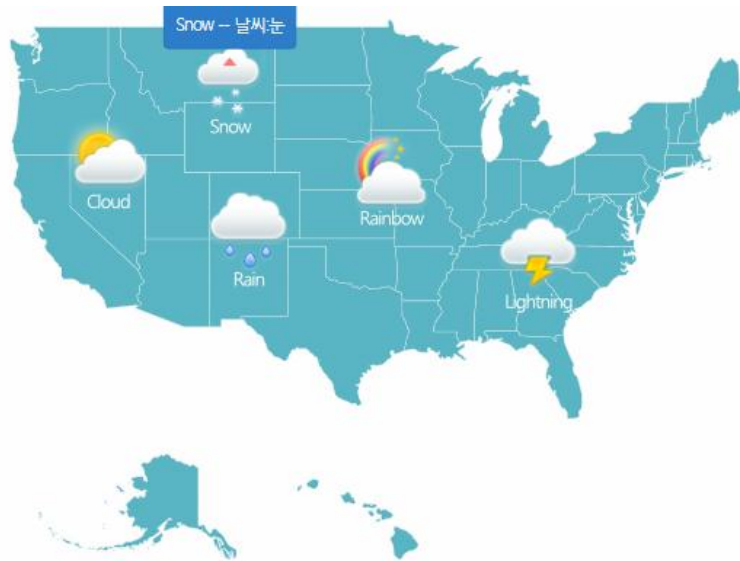 Snow -- 날씨:눈
Snow
Cloud
Rainbow
Rain
Lightning